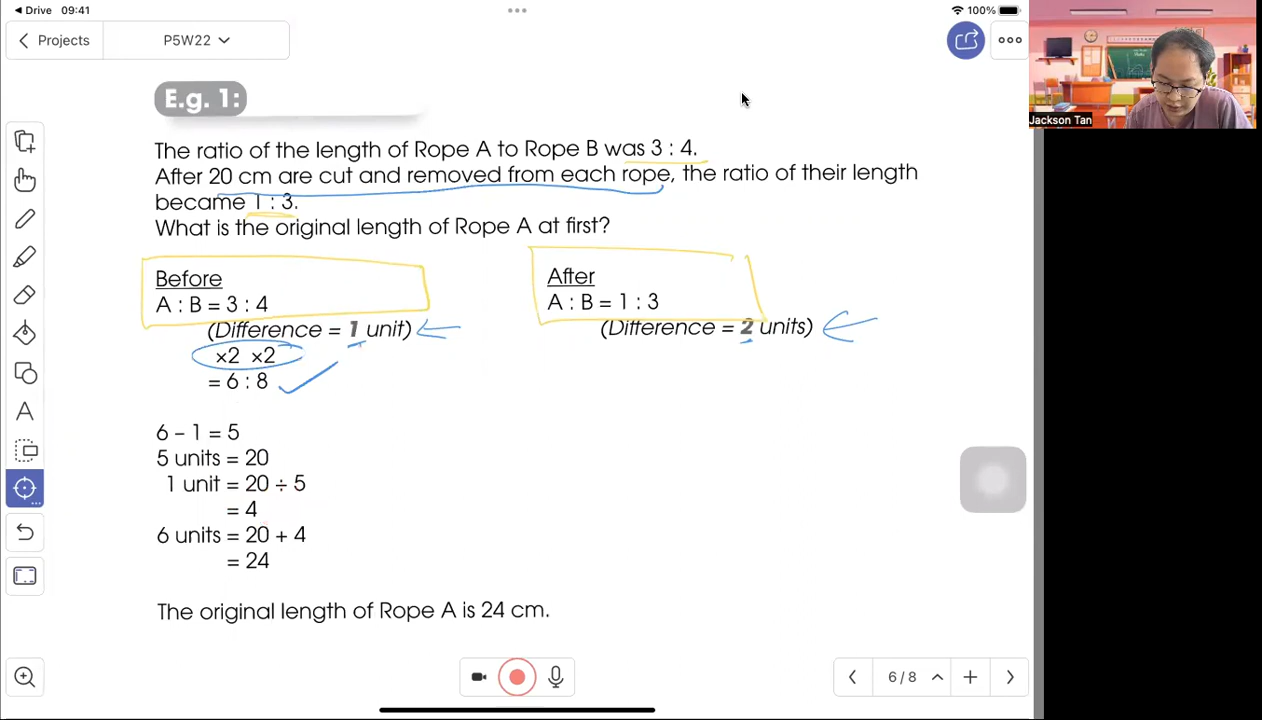 Drive 09:41
100%
Projects
P5W22
E.g. 1:
The ratio of the length of Rope A to Rope B was 3 : 4.
After 20 cm are cut and removed from each rope, the ratio of their length
became 1 : 3.
What is the original length of Rope A at first?
Before
A : B = 3 : 4
(Difference = 1 unit)
×2 ×2
= 6 : 8
After
A : B = 1 : 3
(Difference = 2 units)
6 – 1 = 5
5 units = 20
1 unit = 20 ÷ 5
= 4
6 units = 20 + 4
= 24
The original length of Rope A is 24 cm.
6 / 8
Jackson Tan